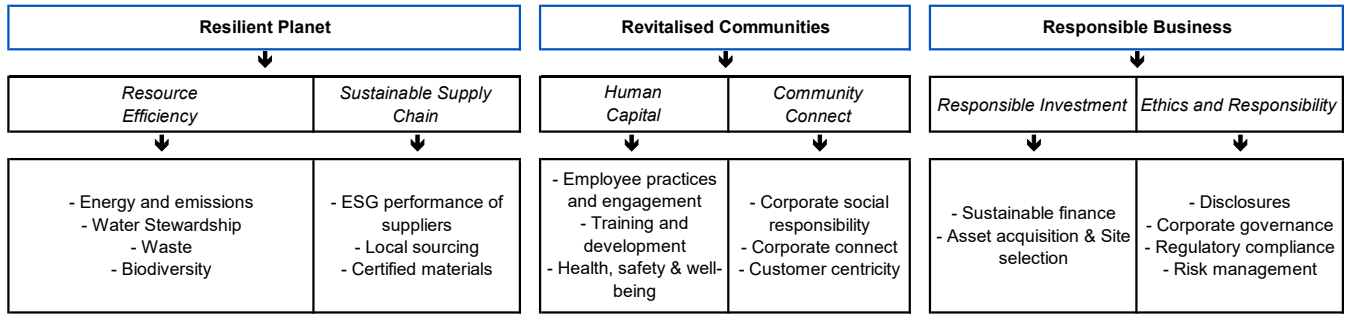 Resilient Planet
Resource
Efficiency
Sustainable Supply
Chain
- Energy and emissions
- Water Stewardship
- Waste
- Biodiversity
- ESG performance of
suppliers
- Local sourcing
- Certified materials
Revitalised Communities
Human
Capital
Community
Connect
- Employee practices
and engagement
- Training and
development
- Health, safety & well-
being
- Corporate social
responsibility
- Corporate connect
- Customer centricity
Responsible Business
Responsible Investment
Ethics and Responsibility
- Sustainable finance
- Asset acquisition & Site
selection
- Disclosures
- Corporate governance
- Regulatory compliance
- Risk management